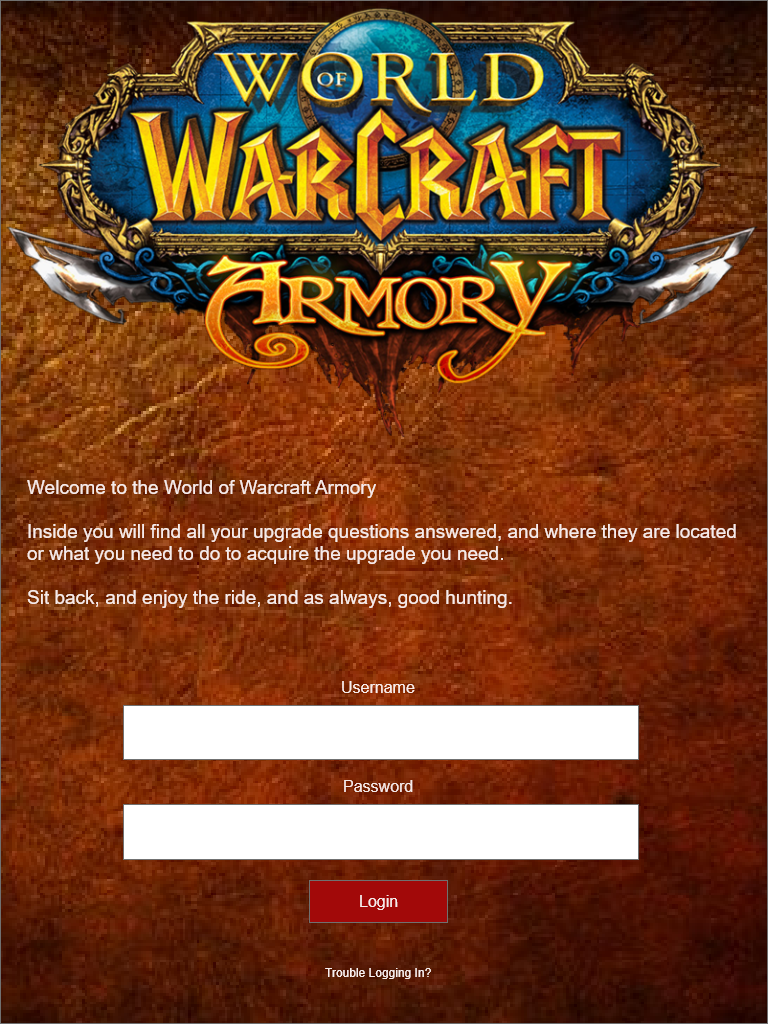 WORLD
OF
WARCRAFT
ARMORY
Welcome to the World of Warcraft Armory
Inside you will find all your upgrade questions answered, and where they are located
or what you need to do to acquire the upgrade you need.
Sit back, and enjoy the ride, and as always, good hunting.
Username
Password
Login
Trouble Logging In?